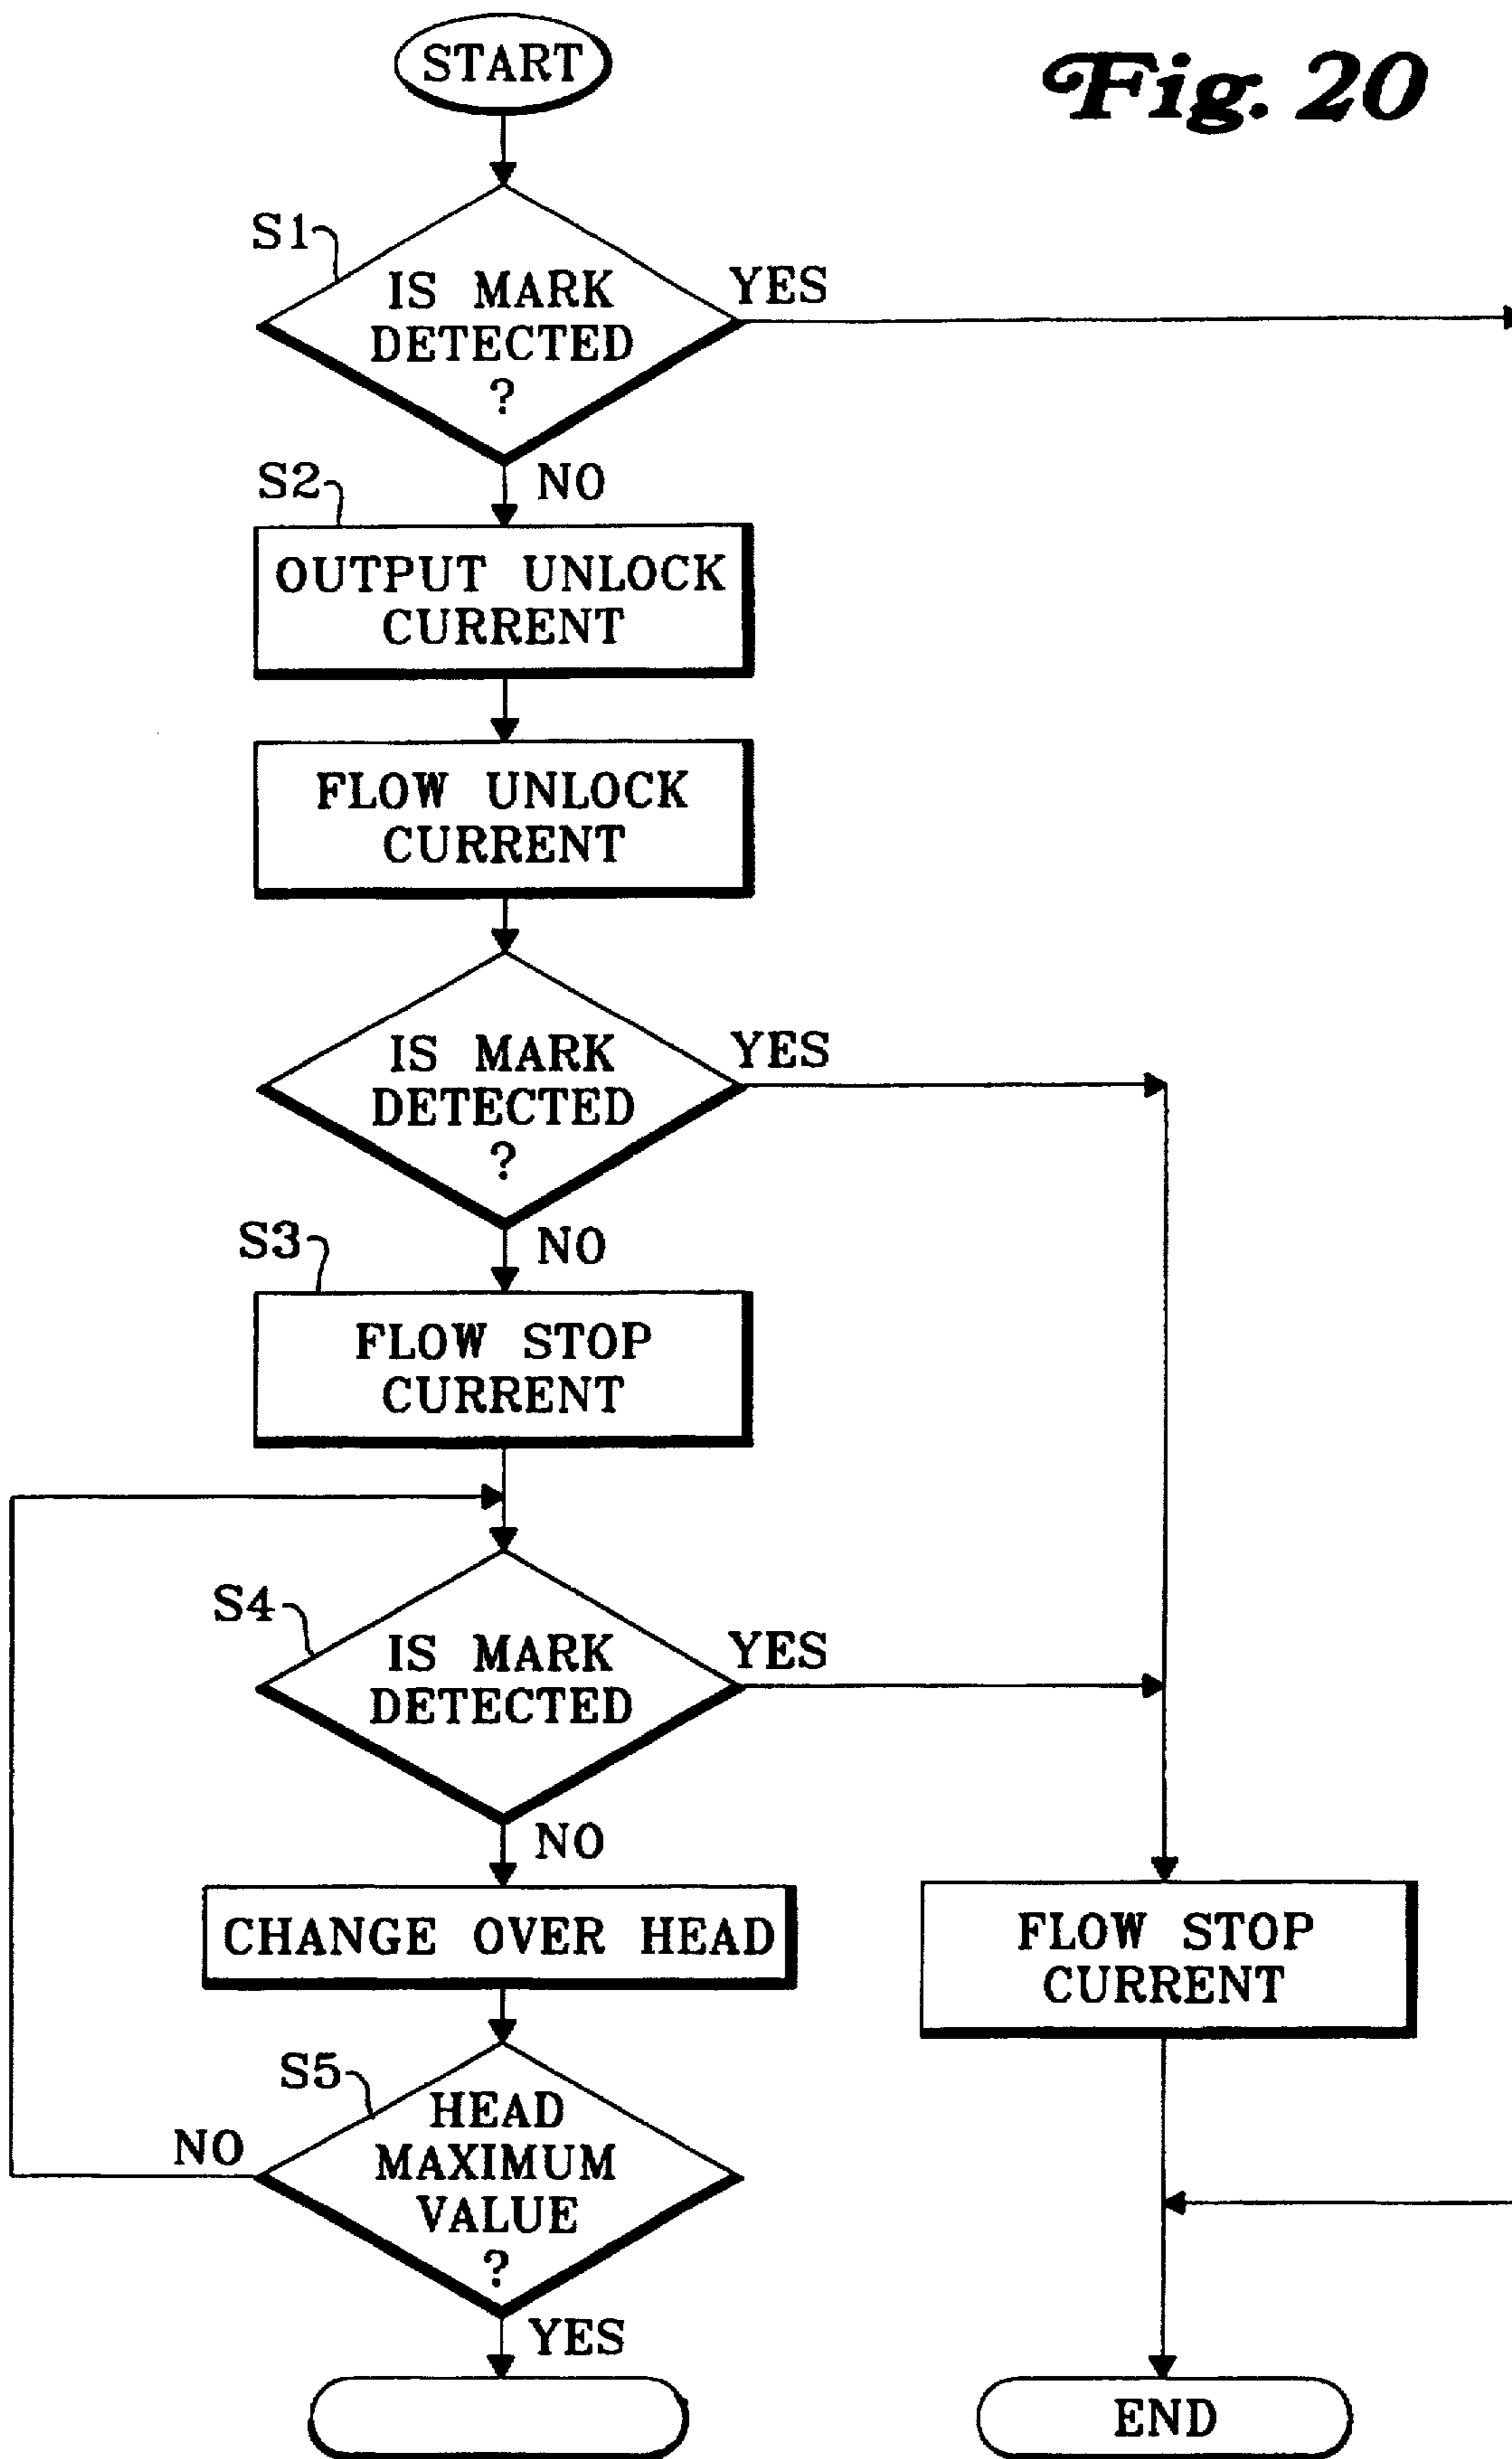 START
Fig. 20
S1
IS MARK
DETECTED
?
YES
NO
S2
OUTPUT UNLOCK
CURRENT
FLOW UNLOCK
CURRENT
IS MARK
DETECTED
?
YES
NO
S3
FLOW STOP
CURRENT
S4
IS MARK
DETECTED
YES
NO
CHANGE OVER HEAD
FLOW STOP
CURRENT
S5
HEAD
MAXIMUM
VALUE
?
NO
YES
END